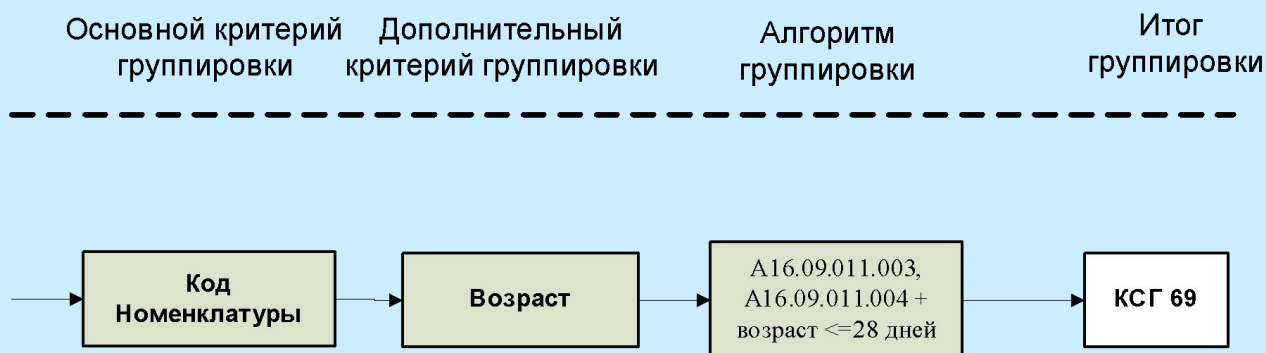 Основной критерий
группировки
Дополнительный
критерий группировки
Алгоритм
группировки
Итог
группировки
Код
Номенклатуры
Возраст
A16.09.011.003,
A16.09.011.004 +
возраст <=28 дней
КСГ 69